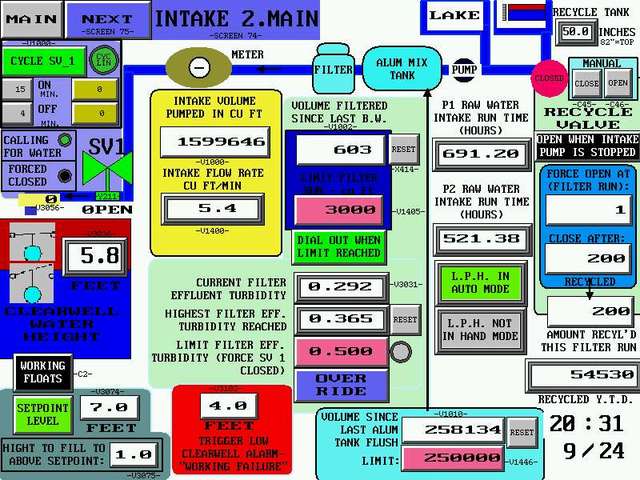 MAIN
NEXT
-SCREEN 75-
INTAKE 2.MAIN
-SCREEN 74-
LAKE
RECYCLE TANK
50.0 INCHES
82"=TOP
CYCLE SV_1
15 ON MIN. 0
4 OFF MIN. 0
METER
FILTER
ALUM MIX
TANK
PUMP
CLOSED
MANUAL
CLOSE
OPEN
-C45-
-C46-
RECYCLE
VALVE
OPEN WHEN INTAKE
PUMP IS STOPPED
CALLING
FOR WATER
FORCED
CLOSED
SV1
0
-V3056-
OPEN
INTAKE VOLUME
PUMPED IN CU FT
1599646
-V1000-
INTAKE FLOW RATE
CU FT/MIN
5.4
-V1400-
VOLUME FILTERED
SINCE LAST B.W.
-V1002-
603
RESET
-X414-
LIMIT FILTER
RUN - CU FT
3000
-V1405-
DIAL OUT WHEN
LIMIT REACHED
P1 RAW WATER
INTAKE RUN TIME
(HOURS)
691.20
P2 RAW WATER
INTAKE RUN TIME
(HOURS)
521.38
L.P.H. IN
AUTO MODE
L.P.H. NOT
IN HAND MODE
FORCE OPEN AT
(FILTER RUN):
1
CLOSE AFTER:
200
RECYCLED
200
AMOUNT RECYL'D
THIS FILTER RUN
54530
RECYCLED Y.T.D.
5.8
FEET
CLEARWELL
WATER
HEIGHT
CURRENT FILTER
EFFLUENT TURBIDITY
0.292
-V3031-
HIGHEST FILTER EFF.
TURBIDITY REACHED
0.365
RESET
LIMIT FILTER EFF.
TURBIDITY (FORCE SV 1
CLOSED)
0.500
OVER
RIDE
WORKING
FLOATS
-C2-
SETPOINT
LEVEL
-V3074-
7.0
FEET
HIGHT TO FILL TO
ABOVE SETPOINT:
1.0
-V3075-
4.0
FEET
TRIGGER LOW
CLEARWELL ALARM-
"WORKING FAILURE"
VOLUME SINCE
LAST ALUM
TANK FLUSH
-V1010-
258134
RESET
LIMIT:
250000
-V1446-
20:31
9/24